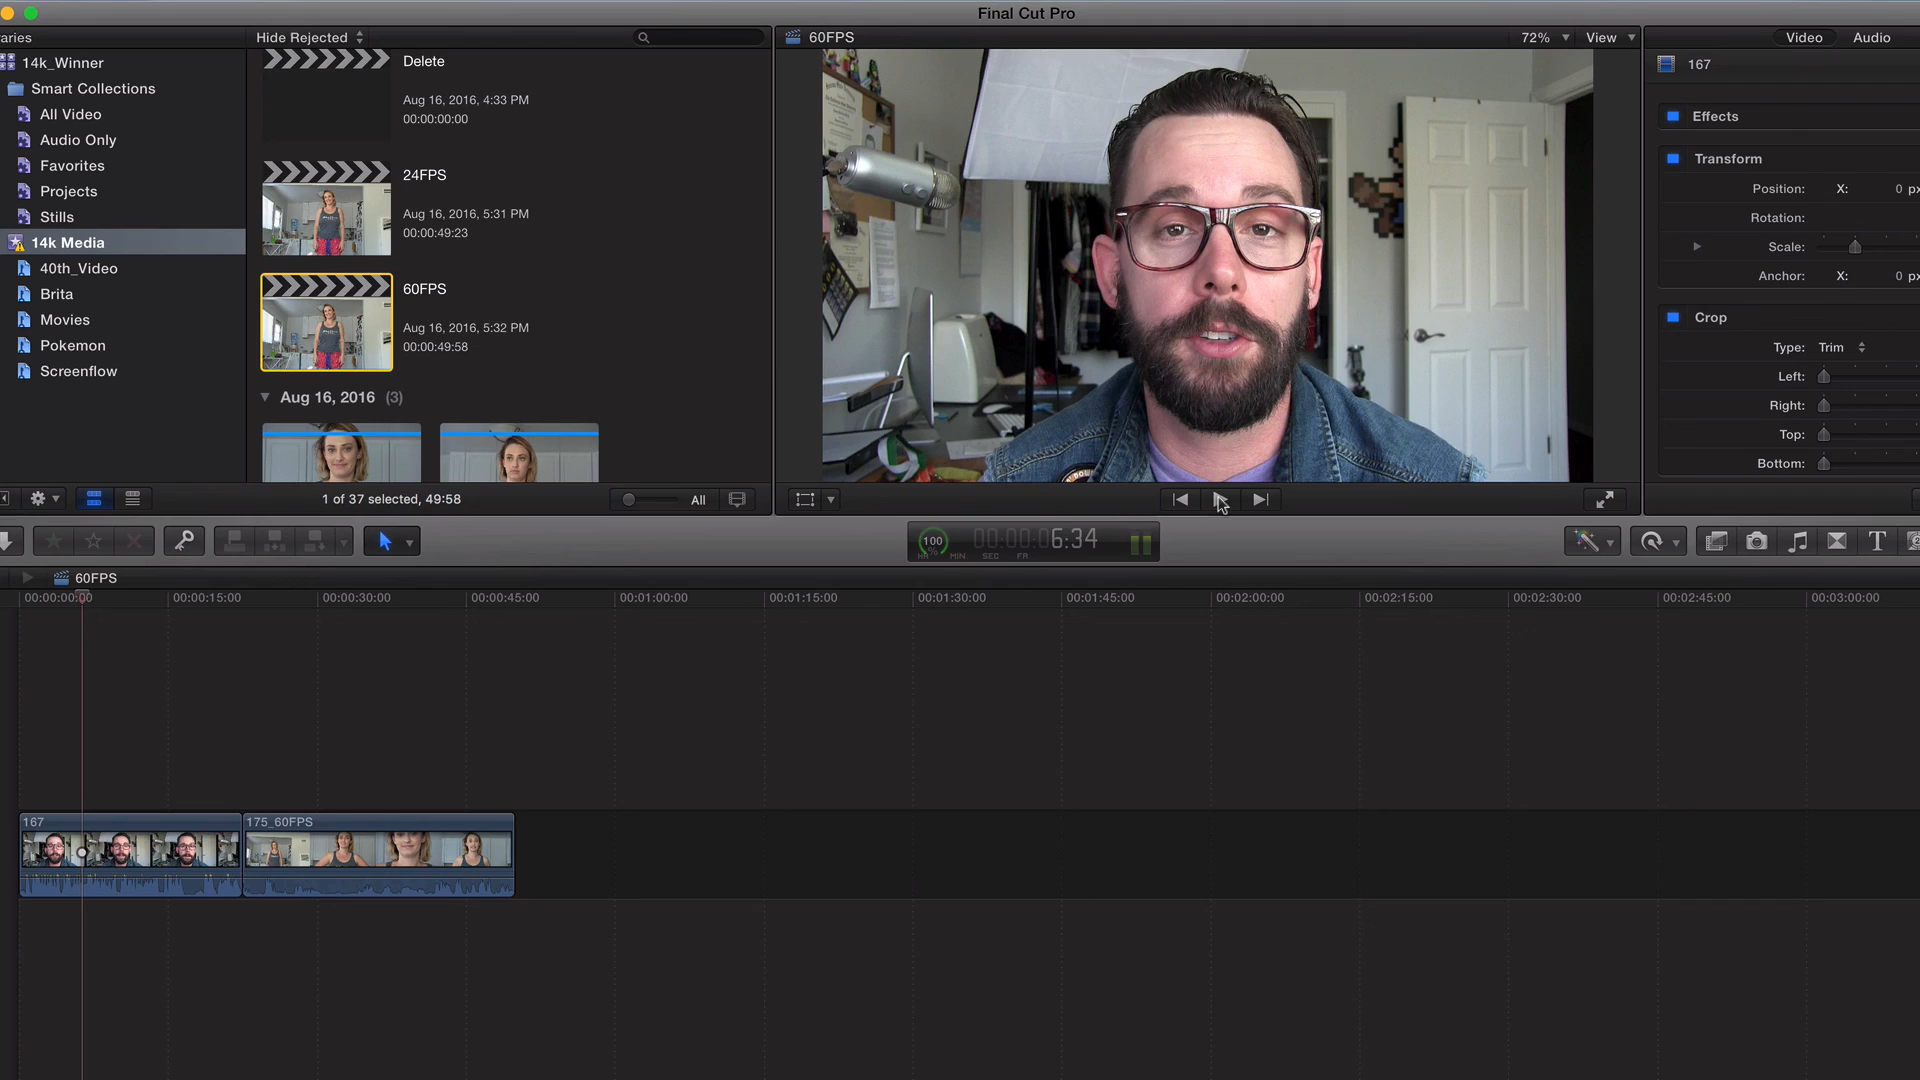 Final Cut Pro
aries
Hide Rejected
60FPS
72%
View
Video
Audio
14k_Winner
Smart Collections
All Video
Audio Only
Favorites
Projects
Stills
14k Media
40th_Video
Brita
Movies
Pokemon
Screenflow
Delete
Aug 16, 2016, 4:33 PM
00:00:00:00
24FPS
Aug 16, 2016, 5:31 PM
00:00:49:23
60FPS
Aug 16, 2016, 5:32 PM
00:00:49:58
Aug 16, 2016 (3)
167
Effects
Transform
Position: X: 0 px
Rotation:
Scale:
Anchor: X: 0 px
Crop
Type: Trim
Left:
Right:
Top:
Bottom:
1 of 37 selected, 49:58
All
100
%
00:00:06:34
HR MIN SEC FR
60FPS
00:00:00:00 00:00:15:00 00:00:30:00 00:00:45:00 00:01:00:00 00:01:15:00 00:01:30:00 00:01:45:00 00:02:00:00 00:02:15:00 00:02:30:00 00:02:45:00 00:03:00:00
167
175_60FPS